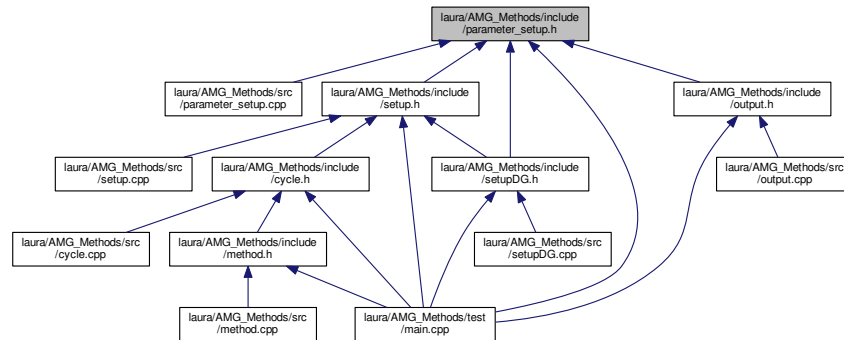 laura/AMG_Methods/include
/parameter_setup.h
laura/AMG_Methods/src
/parameter_setup.cpp
laura/AMG_Methods/include
/setup.h
laura/AMG_Methods/include
/output.h
laura/AMG_Methods/src
/setup.cpp
laura/AMG_Methods/include
/cycle.h
laura/AMG_Methods/include
/setupDG.h
laura/AMG_Methods/src
/output.cpp
laura/AMG_Methods/src
/cycle.cpp
laura/AMG_Methods/include
/method.h
laura/AMG_Methods/src
/setupDG.cpp
laura/AMG_Methods/src
/method.cpp
laura/AMG_Methods/test
/main.cpp